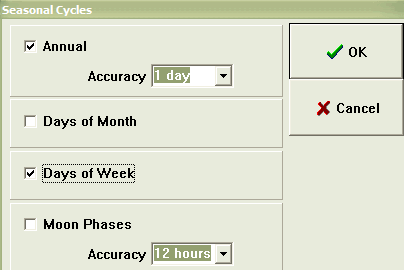 Seasonal Cycles
Annual
Accuracy 1 day
Days of Month
Days of Week
Moon Phases
Accuracy 12 hours
OK
Cancel